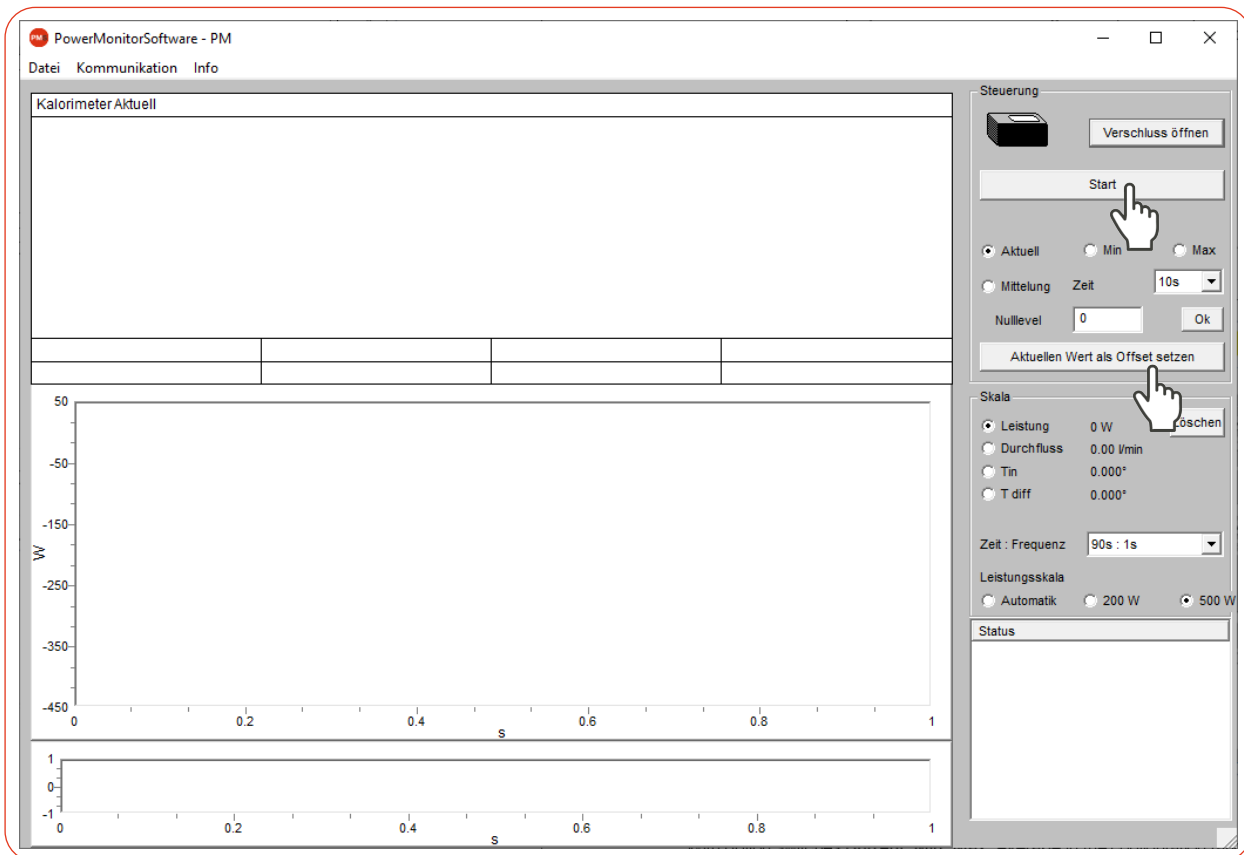 PM PowerMonitorSoftware - PM
Datei Kommunikation Info
Kalorimeter Aktuell
50
-50
-150
-250
-350
-450
W
0 0.2 0.4 0.6 0.8 1
s
1
0
-1
0 0.2 0.4 0.6 0.8 1
s
Steuerung
Verschluss öffnen
Start
Aktuell Min Max
Mittelung Zeit 10s
Nulllevel 0 Ok
Aktuellen Wert als Offset setzen
Skala
Leistung 0 W Löschen
Durchfluss 0.00 l/min
Tin 0.000°
T diff 0.000°
Zeit : Frequenz 90s : 1s
Leistungsskala
Automatik 200 W 500 W
Status